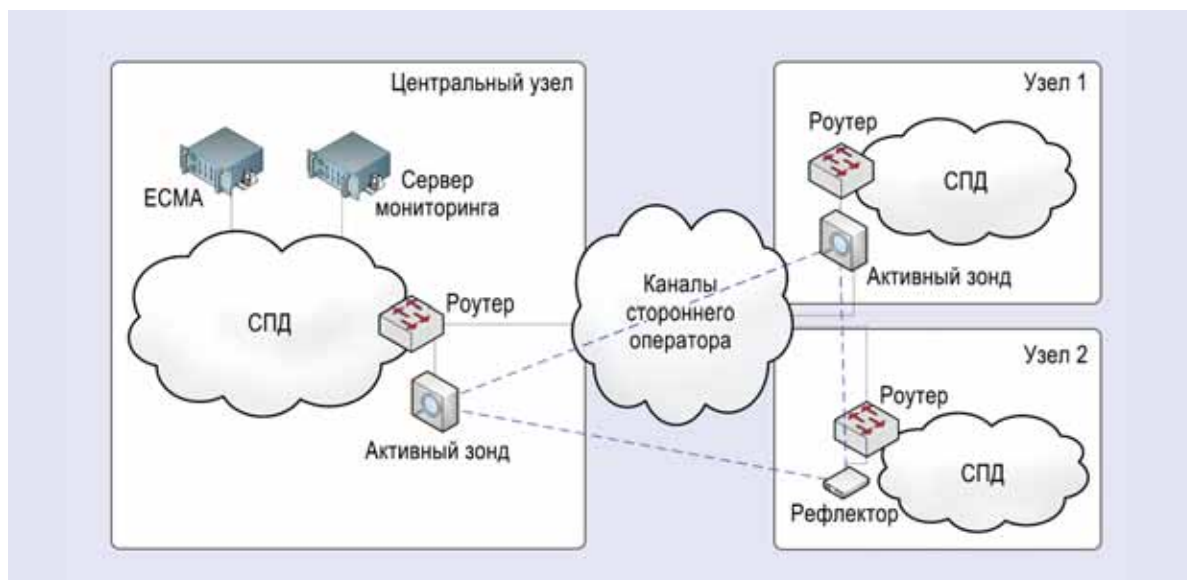 Центральный узел
ЕСМА
Сервер
мониторинга
СПД
Роутер
Активный зонд
Каналы
стороннего
оператора
Узел 1
Роутер
СПД
Активный зонд
Узел 2
Роутер
СПД
Рефлектор